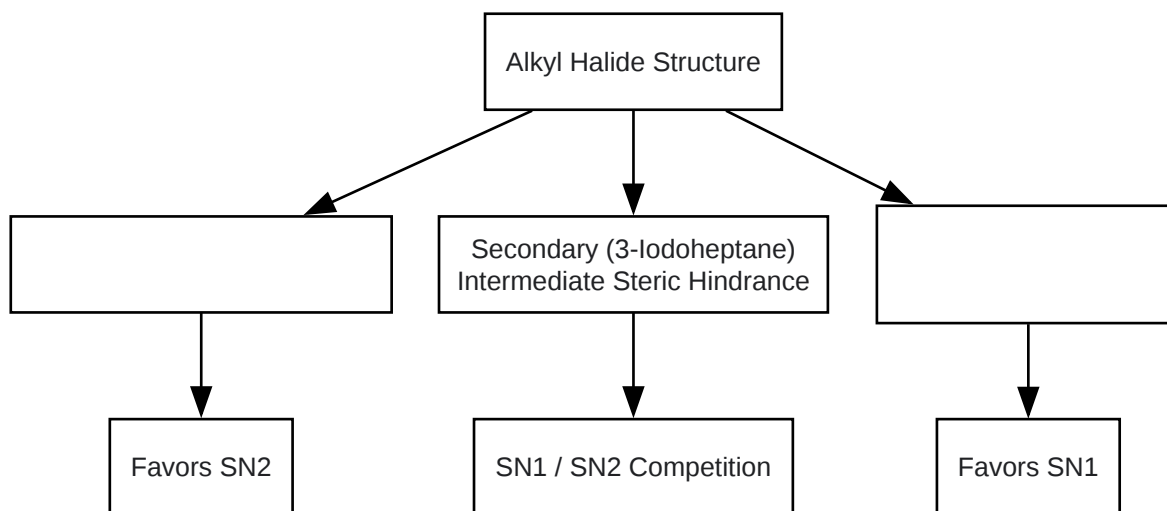 Alkyl Halide Structure
Secondary (3-Iodoheptane)
Intermediate Steric Hindrance
Favors SN2
SN1 / SN2 Competition
Favors SN1